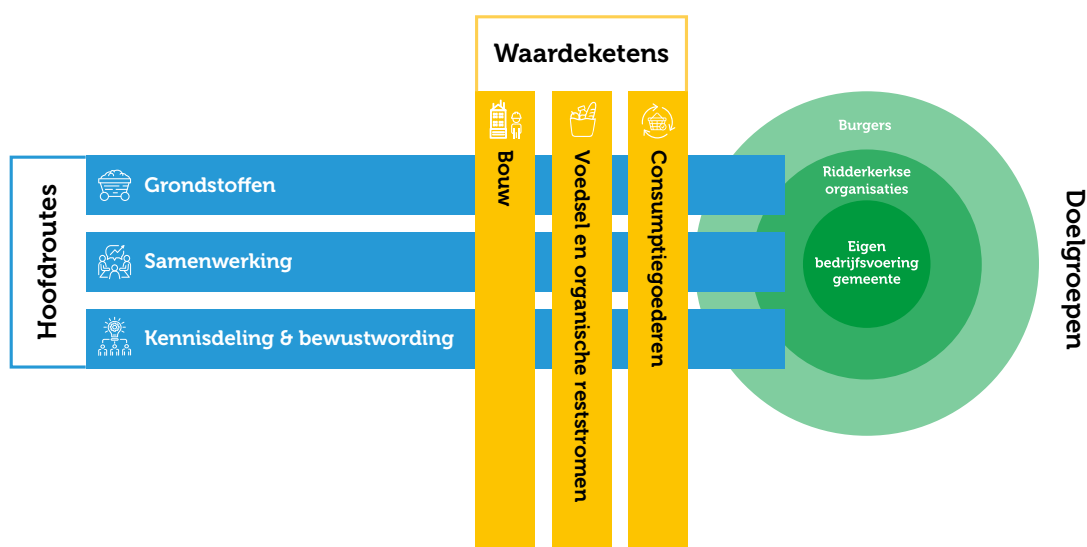 Waardeketens
Bouw
Voedsel en organische reststromen
Consumptiegoederen
Hoofdroutes
Grondstoffen
Samenwerking
Kennisdeling & bewustwording
Burgers
Ridderkerkse
organisaties
Eigen
bedrijfsvoering
gemeente
Doelgroepen